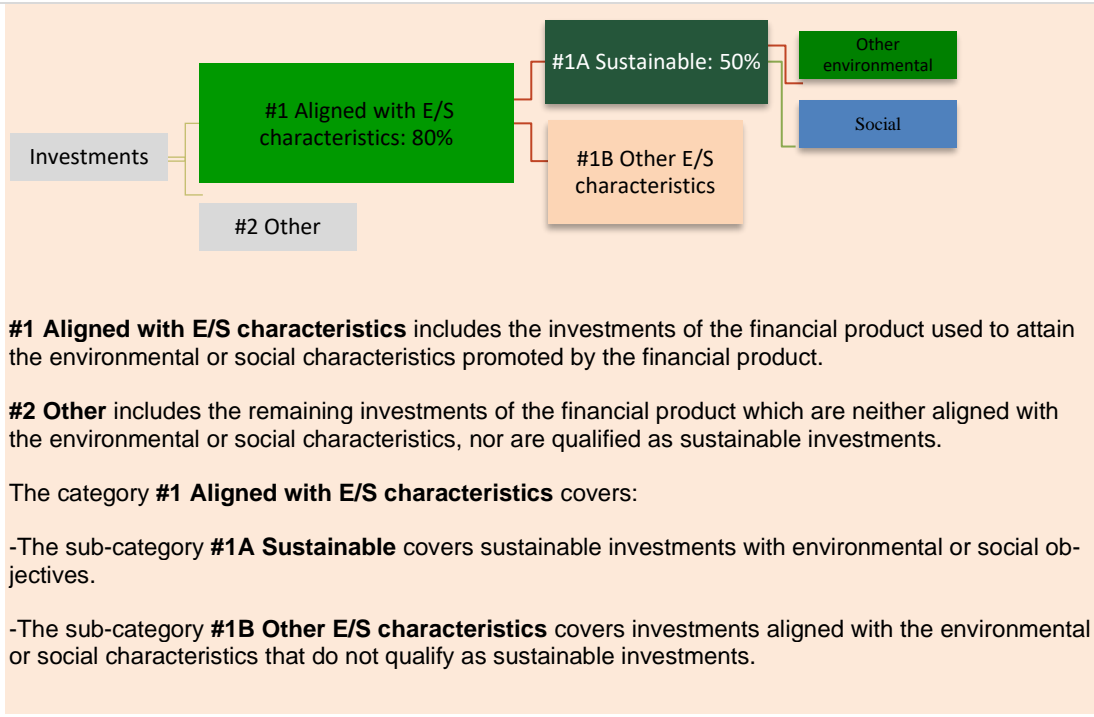 Other
environmental
#1A Sustainable: 50%
#1 Aligned with E/S
characteristics: 80%
Social
Investments
#1B Other E/S
characteristics
#2 Other
#1 Aligned with E/S characteristics includes the investments of the financial product used to attain
the environmental or social characteristics promoted by the financial product.
#2 Other includes the remaining investments of the financial product which are neither aligned with
the environmental or social characteristics, nor are qualified as sustainable investments.
The category #1 Aligned with E/S characteristics covers:
-The sub-category #1A Sustainable covers sustainable investments with environmental or social ob-
jectives.
-The sub-category #1B Other E/S characteristics covers investments aligned with the environmental
or social characteristics that do not qualify as sustainable investments.